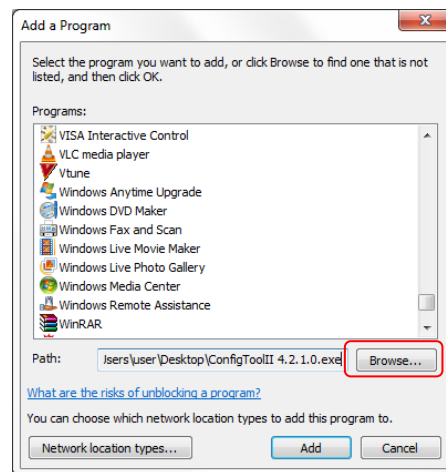 Add a Program
Select the program you want to add, or click Browse to find one that is not
listed, and then click OK.
Programs:
VISA Interactive Control
VLC media player
Vtune
Windows Anytime Upgrade
Windows DVD Maker
Windows Fax and Scan
Windows Live Movie Maker
Windows Live Photo Gallery
Windows Media Center
Windows Remote Assistance
WinRAR
Path: Jsers\user\Desktop\ConfigToolII 4.2.1.0.exe Browse...
What are the risks of unblocking a program?
You can choose which network location types to add this program to.
Network location types... Add Cancel